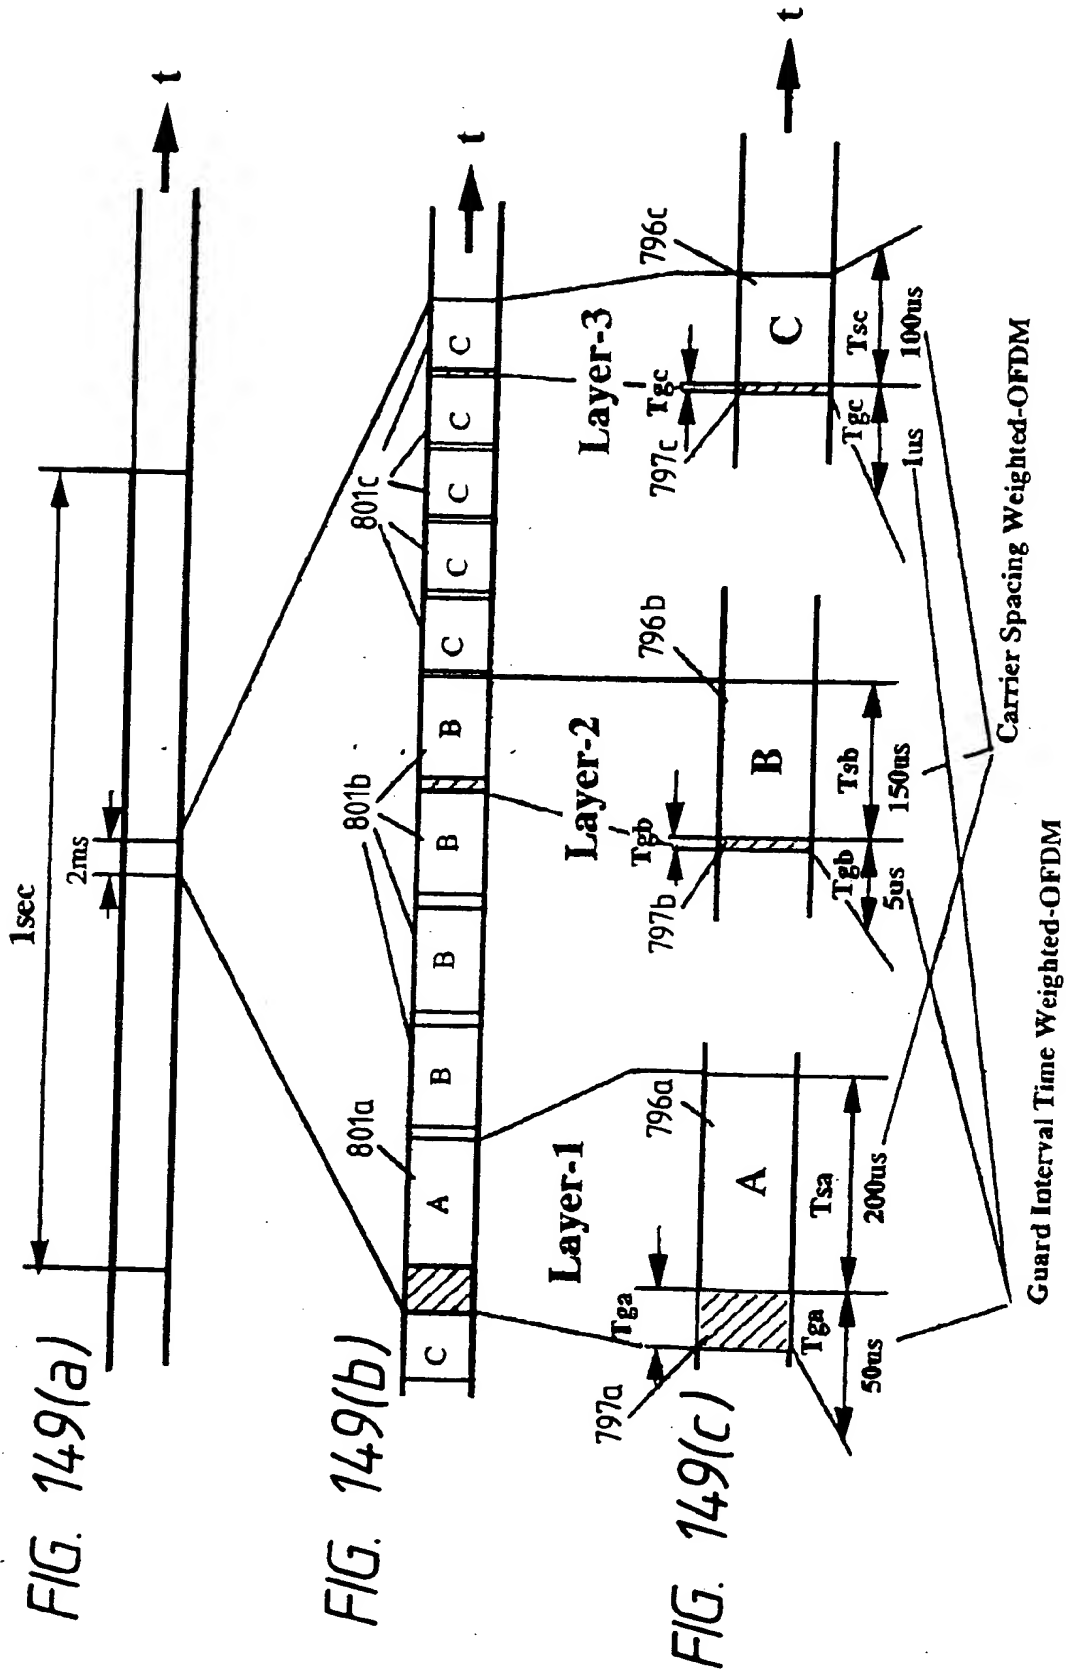 FIG. 149(a)
1sec
2ms
t
FIG. 149(b)
C
A
B
B
B
B
C
C
C
C
C
801a
801b
801c
t
FIG. 149(c)
Layer-1
Layer-2
Layer-3
797a
Tga
796a
A
Tga
Tsa
50us
200us
797b
Tgb
796b
B
Tgb
Tsb
5us
150us
797c
Tgc
796c
C
Tgc
Tsc
1us
100us
t
Guard Interval Time Weighted-OFDM
Carrier Spacing Weighted-OFDM